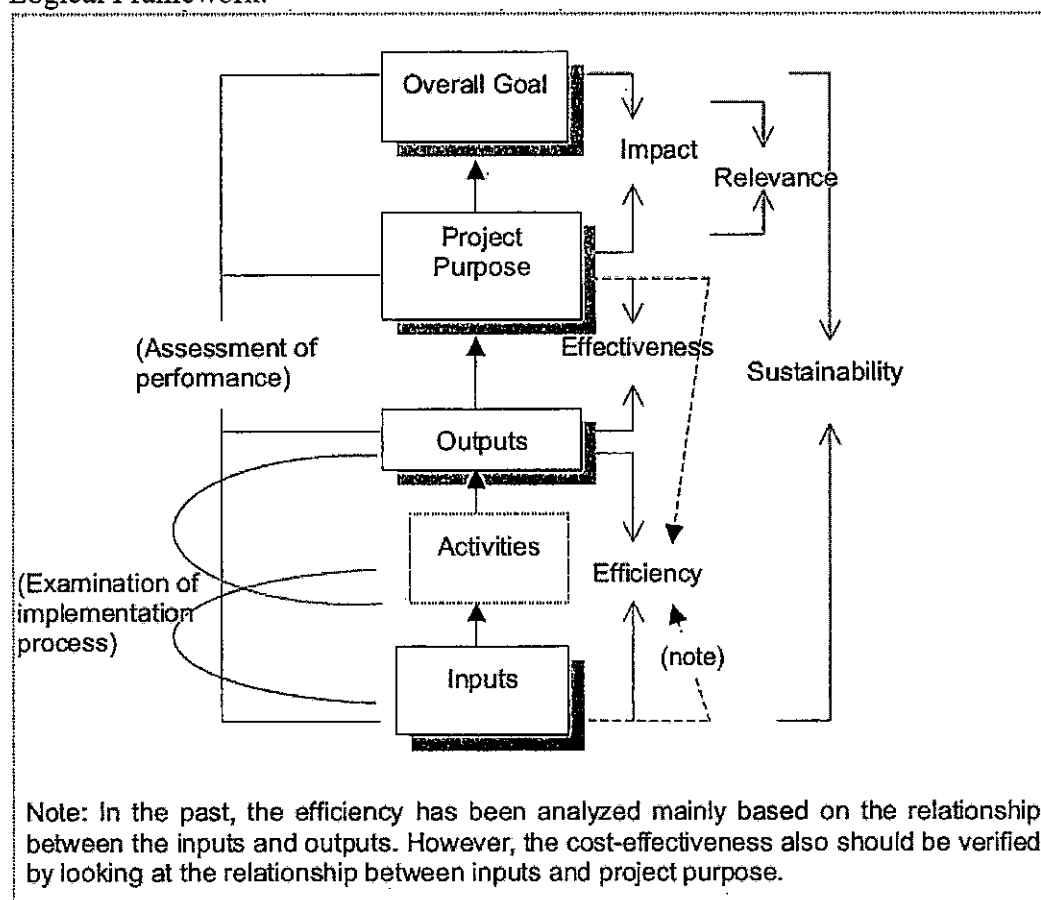 Logical Framework.
Overall Goal
Impact
Relevance
Project
Purpose
Effectiveness
(Assessment of
performance)
Sustainability
Outputs
Activities
Efficiency
(Examination of
implementation
process)
(note)
Inputs
Note: In the past, the efficiency has been analyzed mainly based on the relationship
between the inputs and outputs. However, the cost-effectiveness also should be verified
by looking at the relationship between inputs and project purpose.